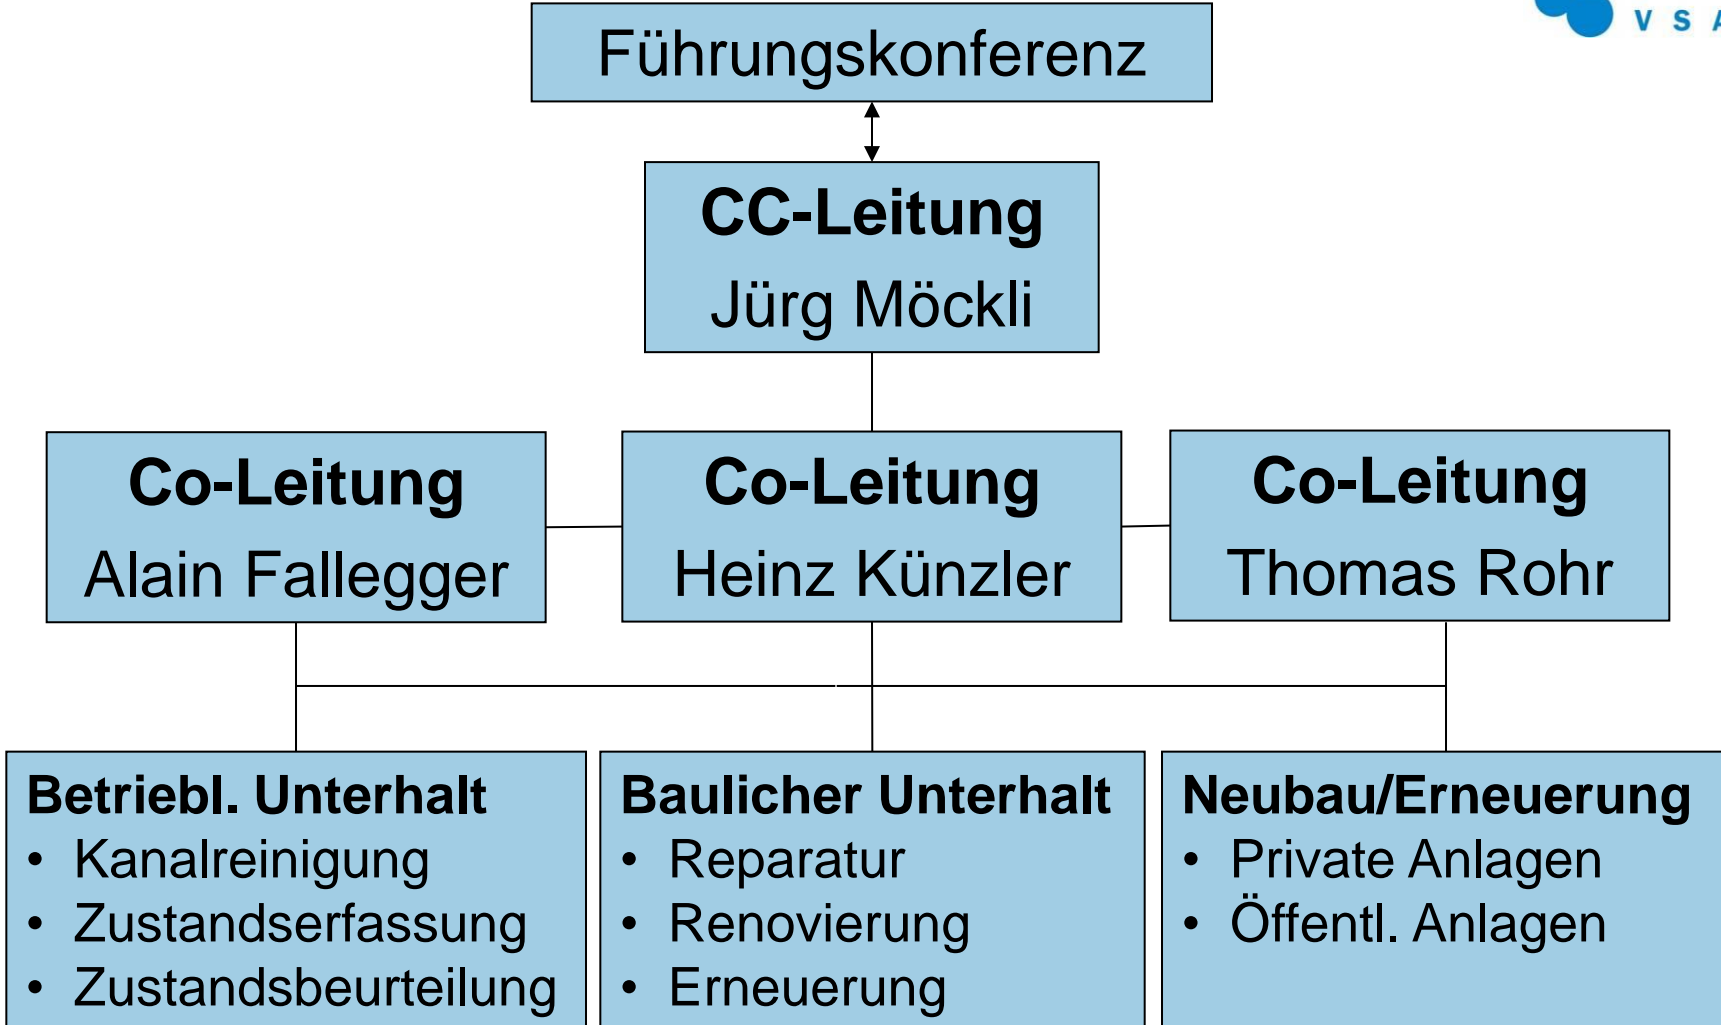 V S A
Führungskonferenz
CC-Leitung
Jürg Möckli
Co-Leitung
Alain Fallegger
Co-Leitung
Heinz Künzler
Co-Leitung
Thomas Rohr
Betriebl. Unterhalt
• Kanalreinigung
• Zustandserfassung
• Zustandsbeurteilung
Baulicher Unterhalt
• Reparatur
• Renovierung
• Erneuerung
Neubau/Erneuerung
• Private Anlagen
• Öffentl. Anlagen